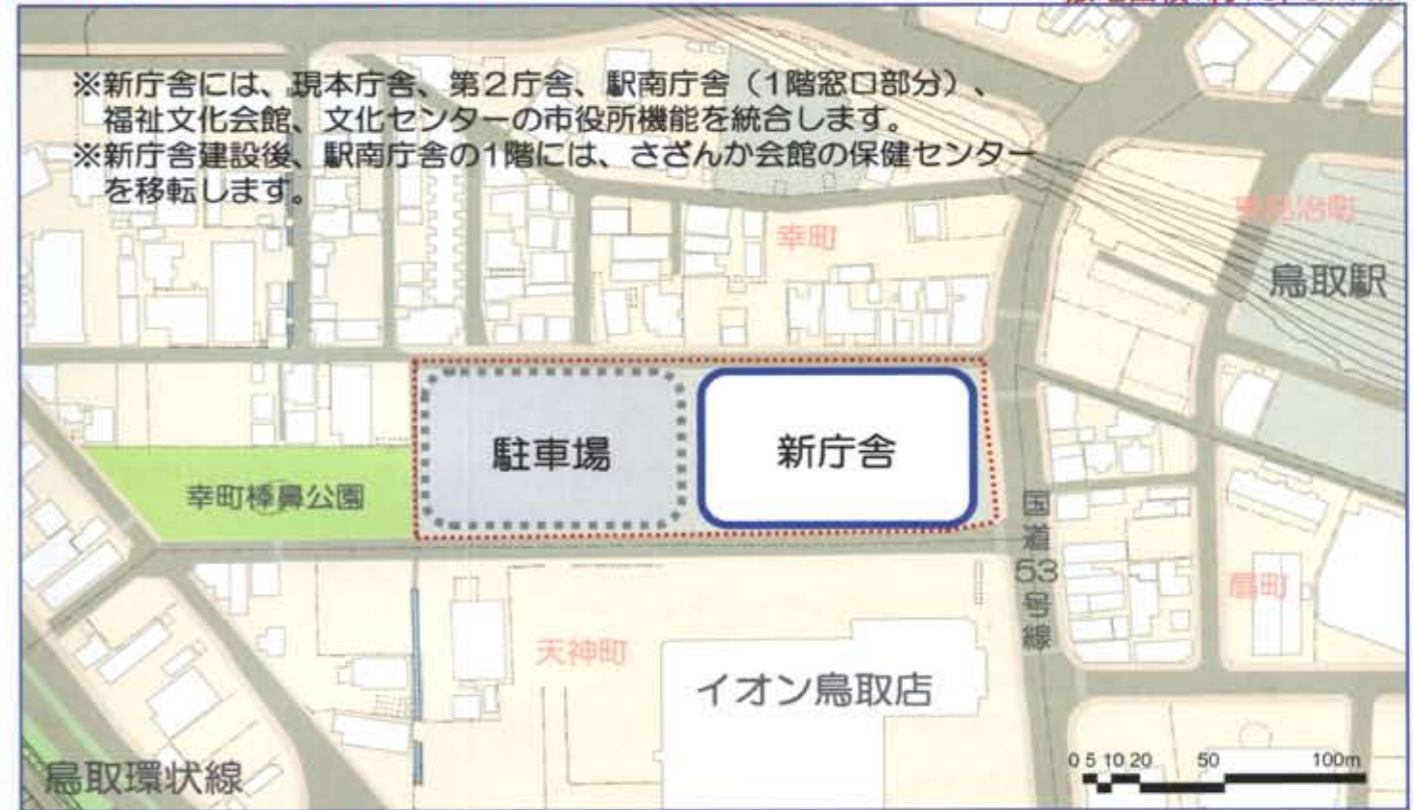 ※新庁舎には、現本庁舎、第2庁舎、駅南庁舎（1階窓口部分）、
福祉文化会館、文化センターの市役所機能を統合します。
※新庁舎建設後、駅南庁舎の1階には、さざんか会館の保健センター
を移転します。
幸町
鳥取駅
駐車場
新庁舎
幸町棒鼻公園
国道53号線
扇町
天神町
イオン鳥取店
鳥取環状線
0 5 10 20 50 100m